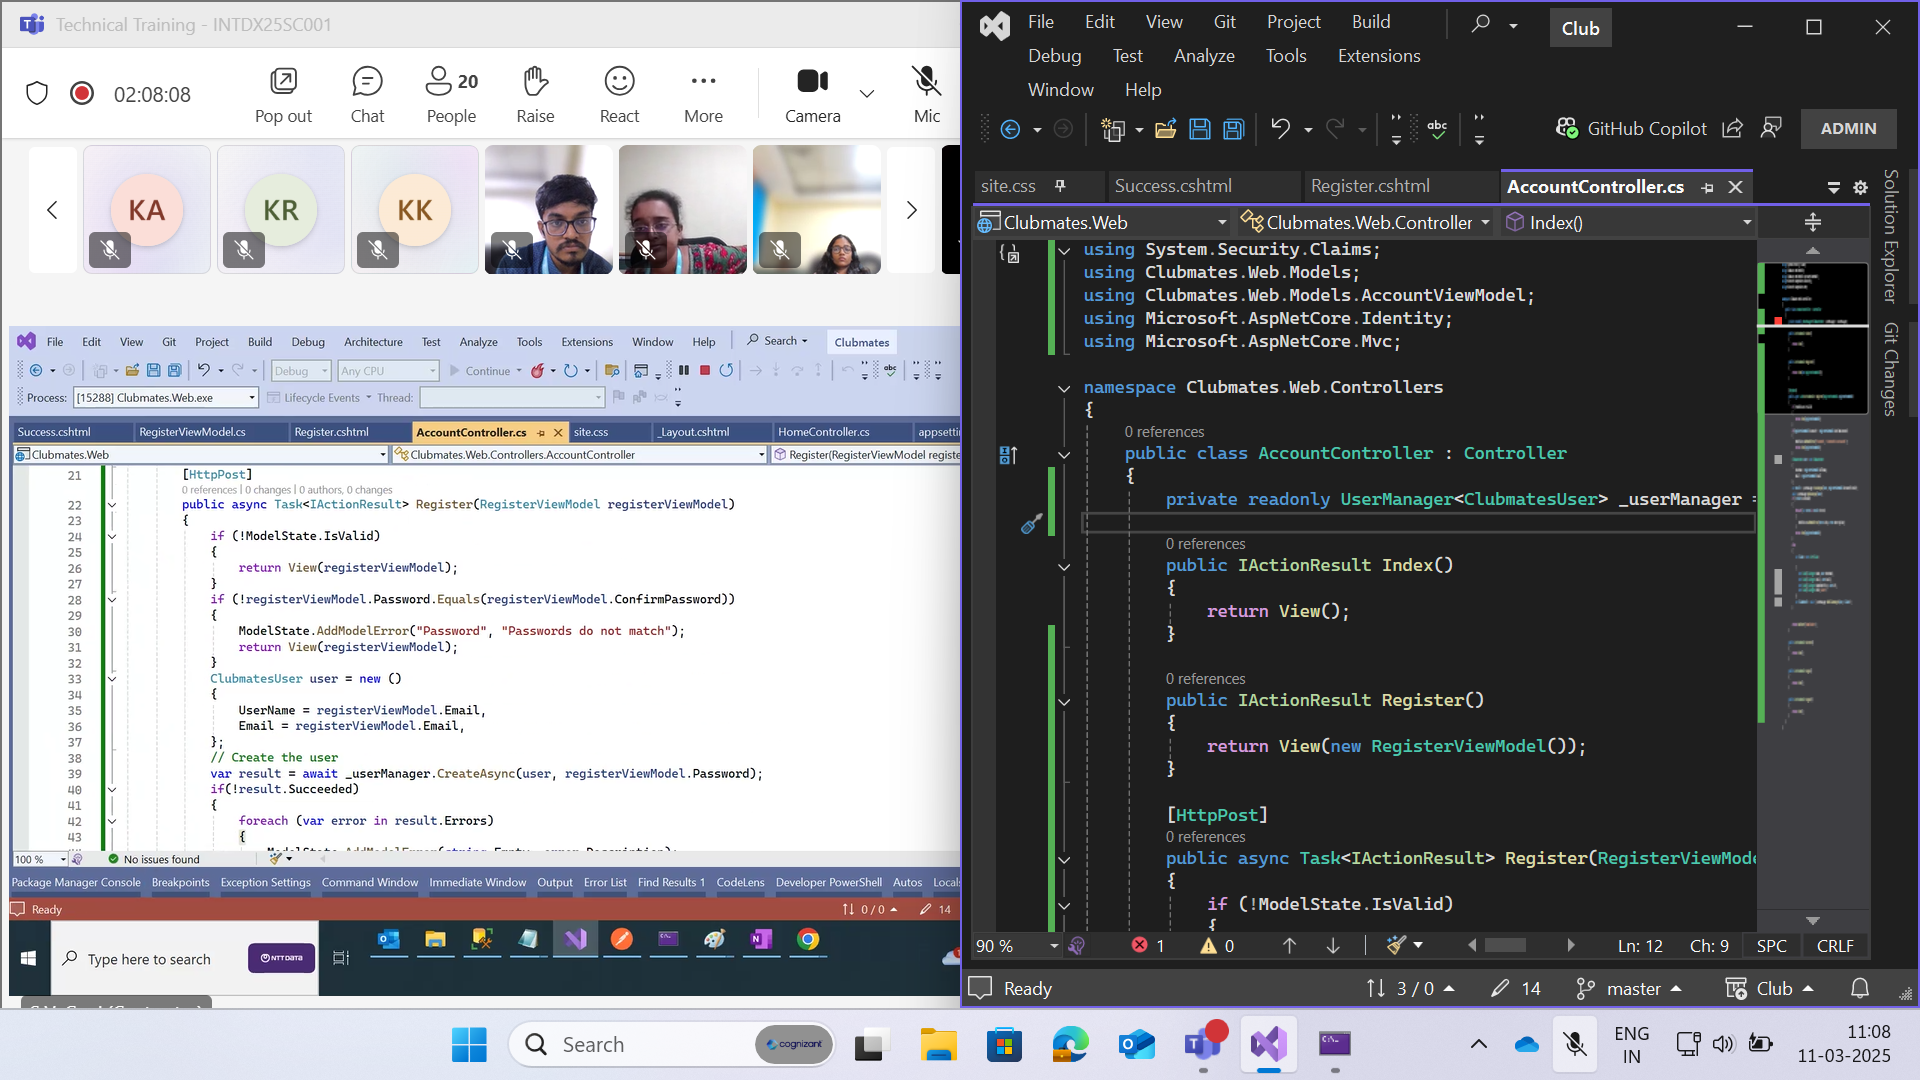 Technical Training - INTDX25SC001
02:08:08
Pop out
Chat
20
People
Raise
React
More
Camera
Mic
KA
KR
KK
File Edit View Git Project Build Debug Architecture Test Analyze Tools Extensions Window Help Search Clubmates
Debug Any CPU Continue
Process: [15288] Clubmates.Web.exe Lifecycle Events Thread:
Success.cshtml RegisterViewModel.cs Register.cshtml AccountController.cs site.css _Layout.cshtml HomeController.cs
Clubmates.Web Clubmates.Web.Controllers.AccountController Register(RegisterViewModel
21 [HttpPost]
0 references | 0 changes | 0 authors, 0 changes
22 public async Task<IActionResult> Register(RegisterViewModel registerViewModel)
23 {
24 if (!ModelState.IsValid)
25 {
26 return View(registerViewModel);
27 }
28 if (!registerViewModel.Password.Equals(registerViewModel.ConfirmPassword))
29 {
30 ModelState.AddModelError("Password", "Passwords do not match");
31 return View(registerViewModel);
32 }
33 ClubmatesUser user = new ()
34 {
35 UserName = registerViewModel.Email,
36 Email = registerViewModel.Email,
37 };
38 // Create the user
39 var result = await _userManager.CreateAsync(user, registerViewModel.Password);
40 if(!result.Succeeded)
41 {
42 foreach (var error in result.Errors)
43 {
100 % No issues found
Package Manager Console Breakpoints Exception Settings Command Window Immediate Window Output Error List Find Results 1 CodeLens Developer PowerShell Autos Locals
Ready 0 / 0 14
Type here to search NTT DATA
File Edit View Git Project Build
Debug Test Analyze Tools Extensions
Window Help
Club
GitHub Copilot ADMIN
site.css Success.cshtml Register.cshtml AccountController.cs
Clubmates.Web Clubmates.Web.Controller Index()
using System.Security.Claims;
using Clubmates.Web.Models;
using Clubmates.Web.Models.AccountViewModel;
using Microsoft.AspNetCore.Identity;
using Microsoft.AspNetCore.Mvc;
namespace Clubmates.Web.Controllers
{
0 references
public class AccountController : Controller
{
private readonly UserManager<ClubmatesUser> _userManager =
0 references
public IActionResult Index()
{
return View();
}
0 references
public IActionResult Register()
{
return View(new RegisterViewModel());
}
[HttpPost]
0 references
public async Task<IActionResult> Register(RegisterViewMode
{
if (!ModelState.IsValid)
{
90 % 1 0 Ln: 12 Ch: 9 SPC CRLF
Ready 3 / 0 14 master Club
Solution Explorer
Git Changes
Search cognizant
ENG
IN
11:08
11-03-2025